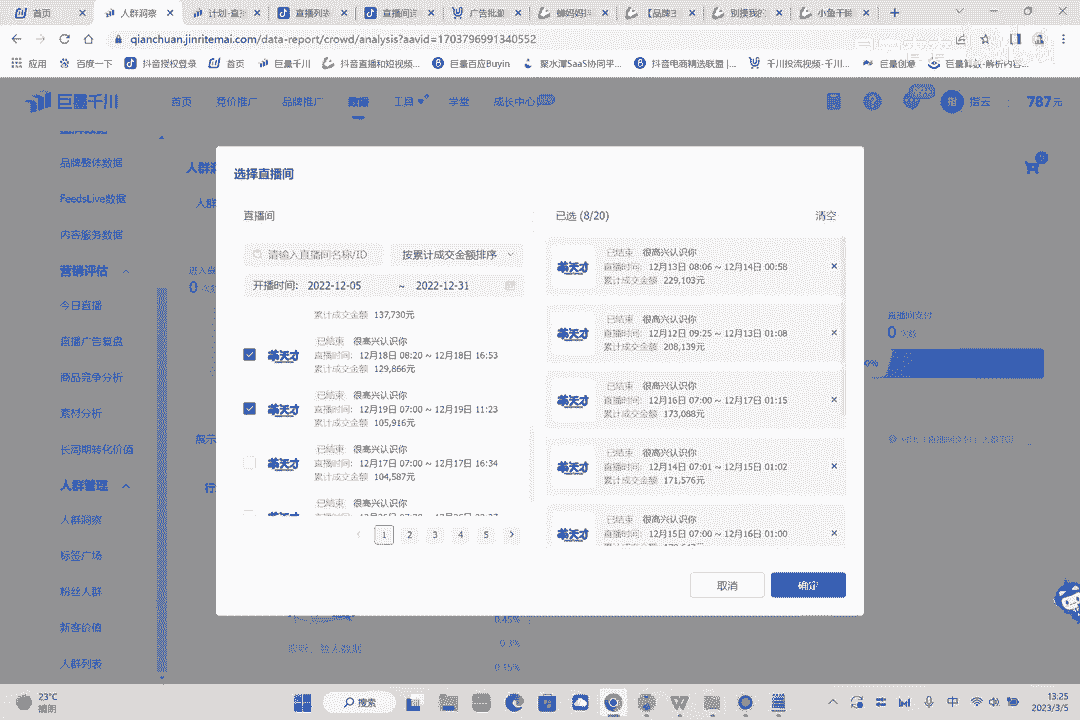 首页
人群洞察
计划-直播
直播列表
直播间详
广告批量
蝉妈妈抖
【品牌主
别摸我的
小鱼干解
qianchuan.jinritemai.com/data-report/crowd/analysis?aavid=1703796991340552
应用
百度一下
抖音授权登录
首页
巨量千川
抖音直播和短视频...
巨量百应Buyin
聚水潭SaaS协同平...
抖音电商精选联盟 |...
千川投流视频-千川...
巨量创意
巨量算数-解析内容...
巨量千川
首页
竞价推广
品牌推广
数据
工具
学堂
成长中心
指
指云
787元
品牌整体数据
FeedsLive数据
内容服务数据
营销评估
今日直播
直播广告复盘
商品竞争分析
素材分析
长周期转化价值
人群管理
人群洞察
标签广场
粉丝人群
新客价值
人群列表
选择直播间
直播间
请输入直播间名称/ID
按累计成交金额排序
开播时间:
2022-12-05
~
2022-12-31
累计成交金额 137,730元
已结束 很高兴认识你
直播时间: 12月18日 08:20 ~ 12月18日 16:53
累计成交金额 129,866元
已结束 很高兴认识你
直播时间: 12月19日 07:00 ~ 12月19日 11:23
累计成交金额 105,916元
已结束 很高兴认识你
直播时间: 12月17日 07:00 ~ 12月17日 16:34
累计成交金额 104,587元
已结束 很高兴认识你
1 2 3 4 5
已选 (8/20)
清空
已结束 很高兴认识你
直播时间: 12月13日 08:06 ~ 12月14日 00:58
累计成交金额 229,103元
已结束 很高兴认识你
直播时间: 12月12日 09:25 ~ 12月13日 01:08
累计成交金额 208,139元
已结束 很高兴认识你
直播时间: 12月16日 07:00 ~ 12月17日 01:15
累计成交金额 173,088元
已结束 很高兴认识你
直播时间: 12月14日 07:01 ~ 12月15日 01:02
累计成交金额 171,576元
已结束 很高兴认识你
直播时间: 12月15日 07:00 ~ 12月16日 01:00
取消
确定
直播间支付
0 次数
0.45%
0.3%
0.15%
23°C
晴朗
搜索
中
13:25
2023/3/5